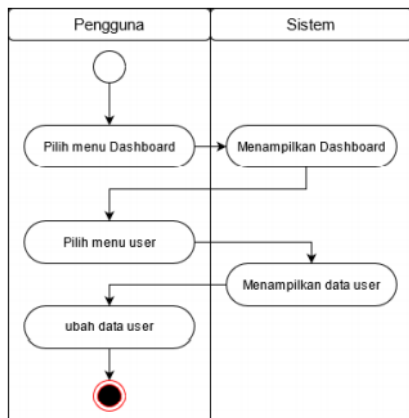 Pengguna
Sistem
Pilih menu Dashboard
Menampilkan Dashboard
Pilih menu user
Menampilkan data user
ubah data user